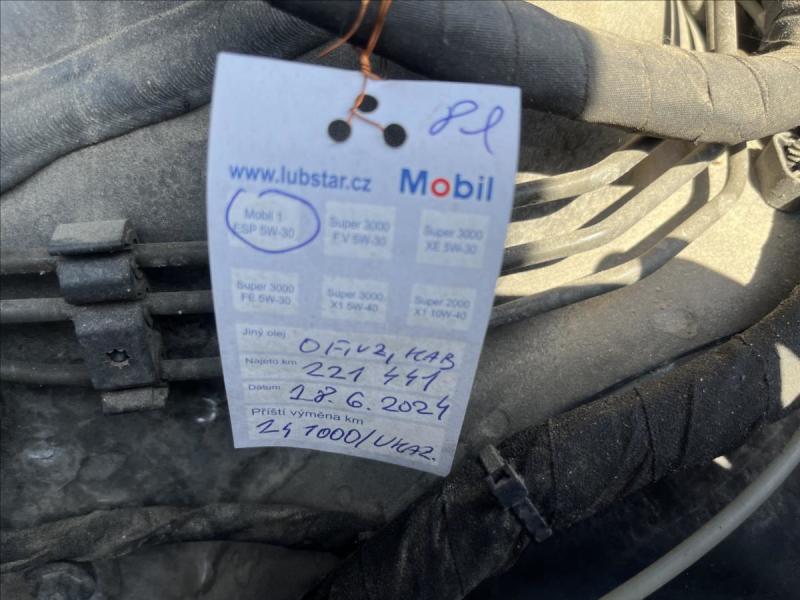 8l
www.lubstar.cz Mobil
Mobil 1 Super 3000 Super 3000
ESP 5W-30 FV 5W-30 XE 5W-30
Super 3000 Super 3000 Super 2000
FE 5W-30 X1 5W-40 X1 10W-40
Jiný olej
OFIVZ, KAB
Najeto km
221 441
Datum
18.6.2024
Příští výměna km
241000/UKAZ.